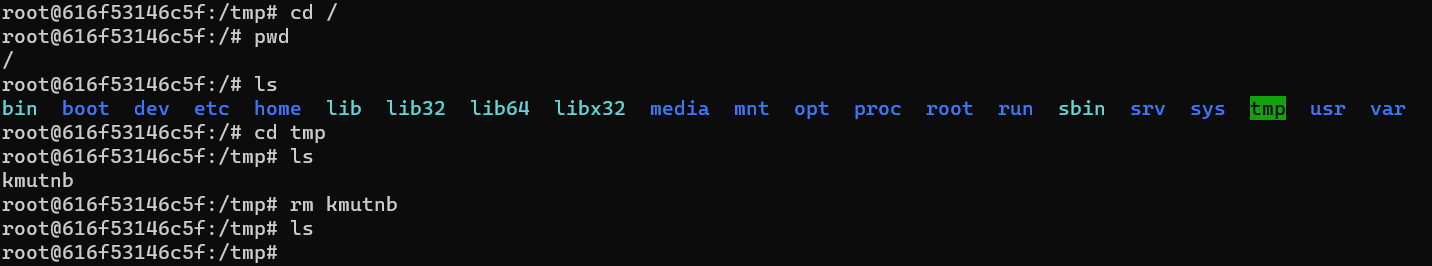 root@616f53146c5f:/tmp# cd /
root@616f53146c5f:/# pwd
/
root@616f53146c5f:/# ls
bin  boot  dev  etc  home  lib  lib32  lib64  libx32  media  mnt  opt  proc  root  run  sbin  srv  sys  tmp  usr  var
root@616f53146c5f:/# cd tmp
root@616f53146c5f:/tmp# ls
kmutnb
root@616f53146c5f:/tmp# rm kmutnb
root@616f53146c5f:/tmp# ls
root@616f53146c5f:/tmp#